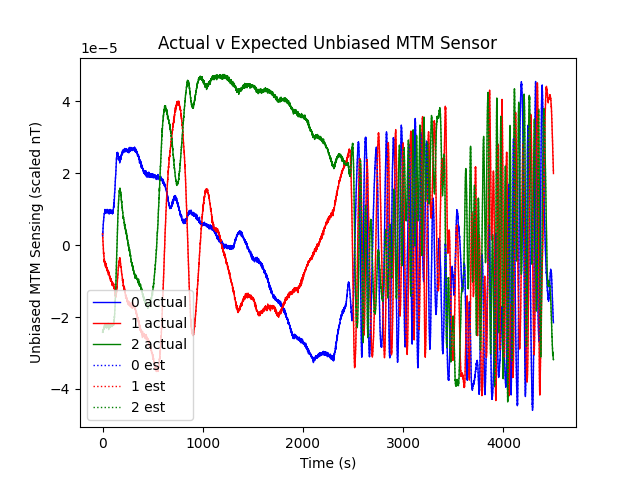 Actual v Expected Unbiased MTM Sensor
1e−5
Unbiased MTM Sensing (scaled nT)
4
2
0
−2
−4
0 actual
1 actual
2 actual
0 est
1 est
2 est
0 1000 2000 3000 4000
Time (s)